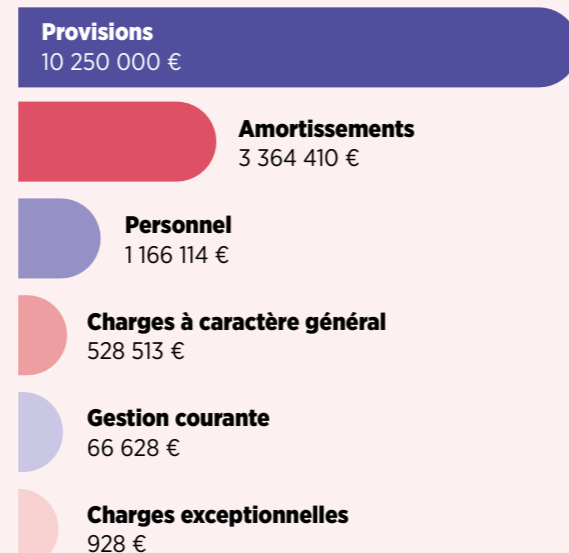 Provisions
10 250 000 €
Amortissements
3 364 410 €
Personnel
1 166 114 €
Charges à caractère général
528 513 €
Gestion courante
66 628 €
Charges exceptionnelles
928 €